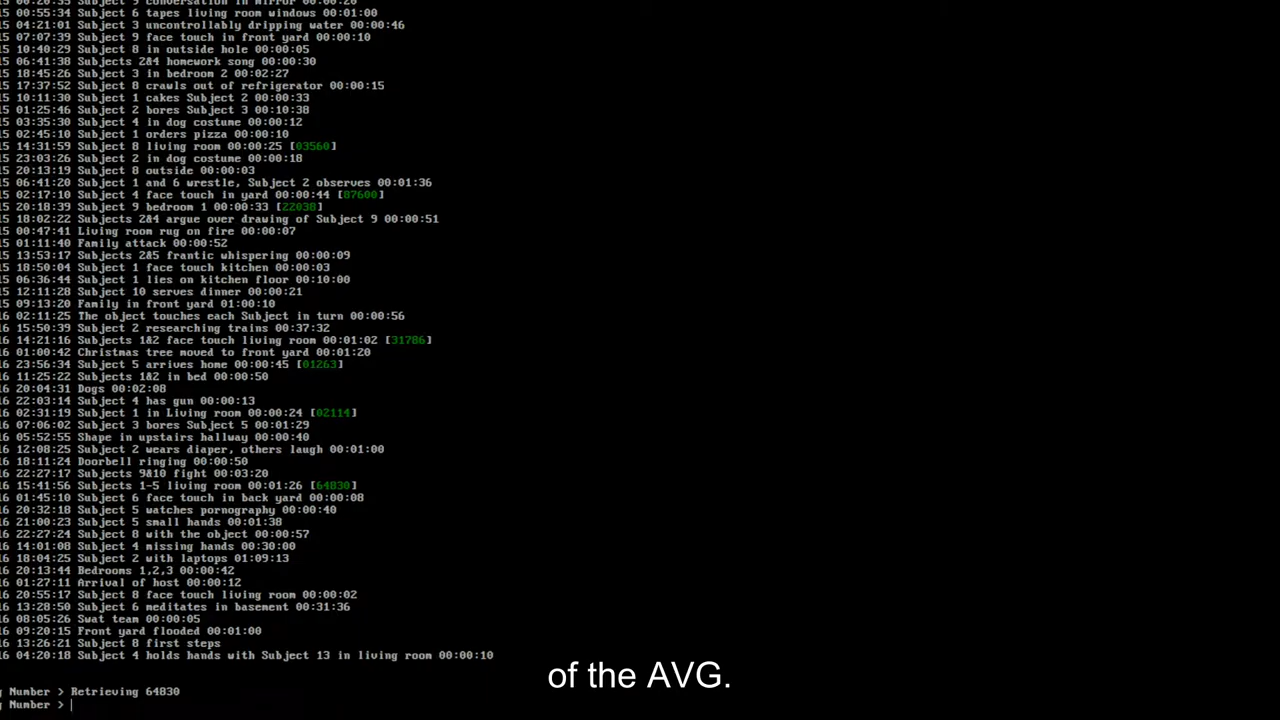 15 00:20:35 Subject 9 conversation in mirror 00:00:20
15 00:55:34 Subject 6 tapes living room windows 00:01:00
15 04:21:01 Subject 3 uncontrollably dripping water 00:00:46
15 07:07:39 Subject 9 face touch in front yard 00:00:10
15 10:40:29 Subject 8 in outside hole 00:00:05
15 06:41:38 Subjects 2&4 homework song 00:00:30
15 18:45:26 Subject 3 in bedroom 2 00:02:27
15 17:37:52 Subject 8 crawls out of refrigerator 00:00:15
15 10:11:30 Subject 1 cakes Subject 2 00:00:33
15 01:25:46 Subject 2 bores Subject 3 00:10:38
15 03:35:30 Subject 4 in dog costume 00:00:12
15 02:45:10 Subject 1 orders pizza 00:00:10
15 14:31:59 Subject 8 living room 00:00:25 [03560]
15 23:03:26 Subject 2 in dog costume 00:00:18
15 20:13:19 Subject 8 outside 00:00:03
15 06:41:20 Subject 1 and 6 wrestle, Subject 2 observes 00:01:36
15 02:17:10 Subject 4 face touch in yard 00:00:44 [87600]
15 20:18:39 Subject 9 bedroom 1 00:00:33 [22038]
15 18:02:22 Subjects 2&4 argue over drawing of Subject 9 00:00:51
15 00:47:41 Living room rug on fire 00:00:07
15 01:11:40 Family attack 00:00:52
15 13:53:17 Subjects 2&5 frantic whispering 00:00:09
15 18:50:04 Subject 1 face touch kitchen 00:00:03
15 06:36:44 Subject 1 lies on kitchen floor 00:10:00
15 12:11:28 Subject 10 serves dinner 00:00:21
15 09:13:20 Family in front yard 01:00:10
16 02:11:25 The object touches each Subject in turn 00:00:56
16 15:50:39 Subject 2 researching trains 00:37:32
16 14:21:16 Subjects 1&2 face touch living room 00:01:02 [31786]
16 01:00:42 Christmas tree moved to front yard 00:01:20
16 23:56:34 Subject 5 arrives home 00:00:45 [01263]
16 11:25:22 Subjects 1&2 in bed 00:00:50
16 20:04:31 Dogs 00:02:08
16 22:03:14 Subject 4 has gun 00:00:13
16 02:31:19 Subject 1 in Living room 00:00:24 [02114]
16 07:06:02 Subject 3 bores Subject 5 00:01:29
16 05:52:55 Shape in upstairs hallway 00:00:40
16 12:08:25 Subject 2 wears diaper, others laugh 00:01:00
16 18:11:24 Doorbell ringing 00:00:50
16 22:27:17 Subjects 9&10 fight 00:03:20
16 15:41:56 Subjects 1-5 living room 00:01:26 [64830]
16 01:45:10 Subject 6 face touch in back yard 00:00:08
16 20:32:18 Subject 5 watches pornography 00:00:40
16 21:00:23 Subject 5 small hands 00:01:38
16 22:27:24 Subject 8 with the object 00:00:57
16 14:01:08 Subject 4 missing hands 00:30:00
16 18:04:25 Subject 2 with laptops 01:09:13
16 20:13:44 Bedrooms 1,2,3 00:00:42
16 01:27:11 Arrival of host 00:00:12
16 20:55:17 Subject 8 face touch living room 00:00:02
16 13:28:50 Subject 6 meditates in basement 00:31:36
16 08:05:26 Swat team 00:00:05
16 09:20:15 Front yard flooded 00:01:00
16 13:26:21 Subject 8 first steps
16 04:20:18 Subject 4 holds hands with Subject 13 in living room 00:00:10
of the AVG.
g Number > Retrieving 64830
g Number >